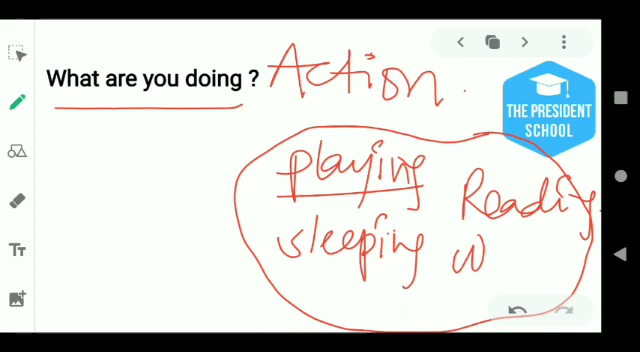 What are you doing ? Action.
THE PRESIDENT
SCHOOL
playing Reading
sleeping W